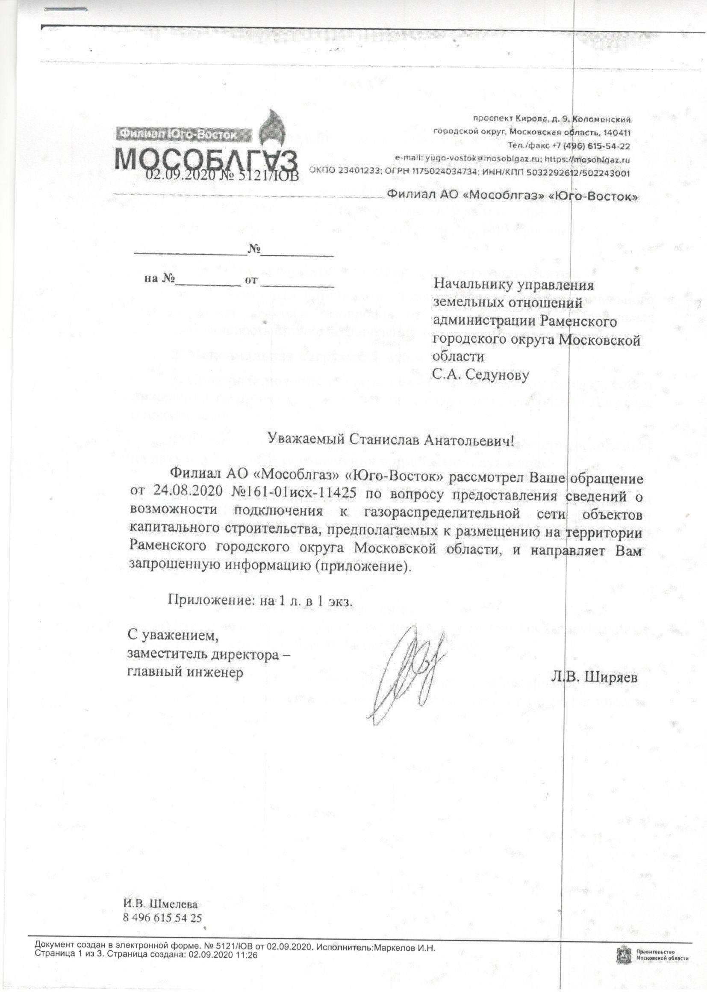 Филиал Юго-Восток
МОСОБЛГАЗ
02.09.2020 № 5121/ЮВ
проспект Кирова, д. 9, Коломенский
городской округ, Московская область, 140411
Тел./факс +7 (496) 615-54-22
e-mail: yugo-vostok@mosoblgaz.ru; https://mosoblgaz.ru
ОКПО 23401233; ОГРН 1175024034734; ИНН/КПП 5032292612/502243001
Филиал АО «Мособлгаз» «Юго-Восток»
_______________№__________
на №_________ от __________
Начальнику управления
земельных отношений
администрации Раменского
городского округа Московской
области
С.А. Седунову
Уважаемый Станислав Анатольевич!
Филиал АО «Мособлгаз» «Юго-Восток» рассмотрел Ваше обращение
от 24.08.2020 №161-01исх-11425 по вопросу предоставления сведений о
возможности подключения к газораспределительной сети объектов
капитального строительства, предполагаемых к размещению на территории
Раменского городского округа Московской области, и направляет Вам
запрошенную информацию (приложение).
Приложение: на 1 л. в 1 экз.
С уважением,
заместитель директора –
главный инженер
Л.В. Ширяев
И.В. Шмелева
8 496 615 54 25
Документ создан в электронной форме. № 5121/ЮВ от 02.09.2020. Исполнитель:Маркелов И.Н.
Страница 1 из 3. Страница создана: 02.09.2020 11:26
Правительство
Московской области